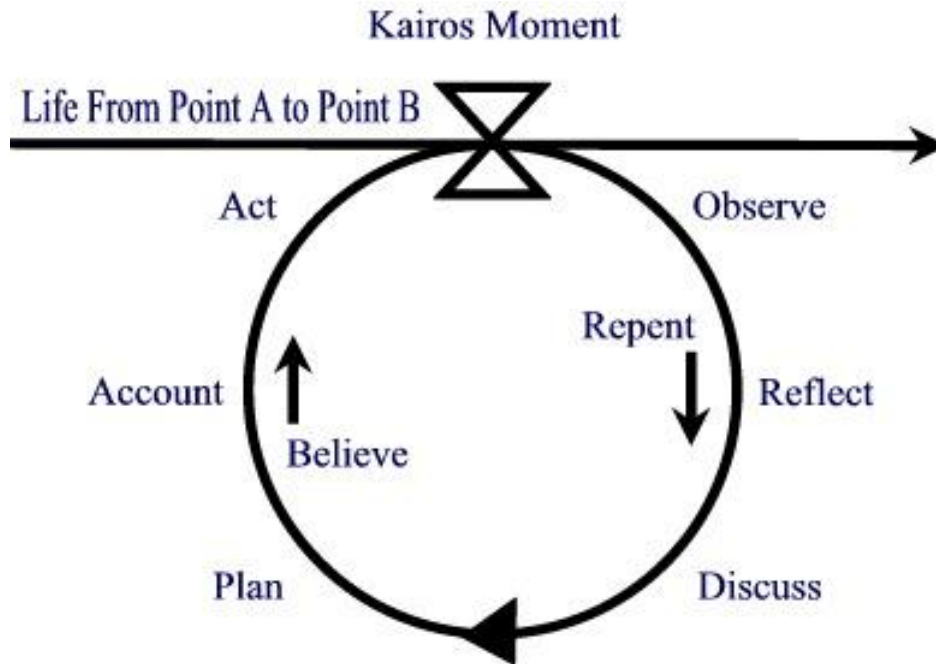 Kairos Moment
Life From Point A to Point B
Act
Observe
Repent
Account
Reflect
Believe
Plan
Discuss